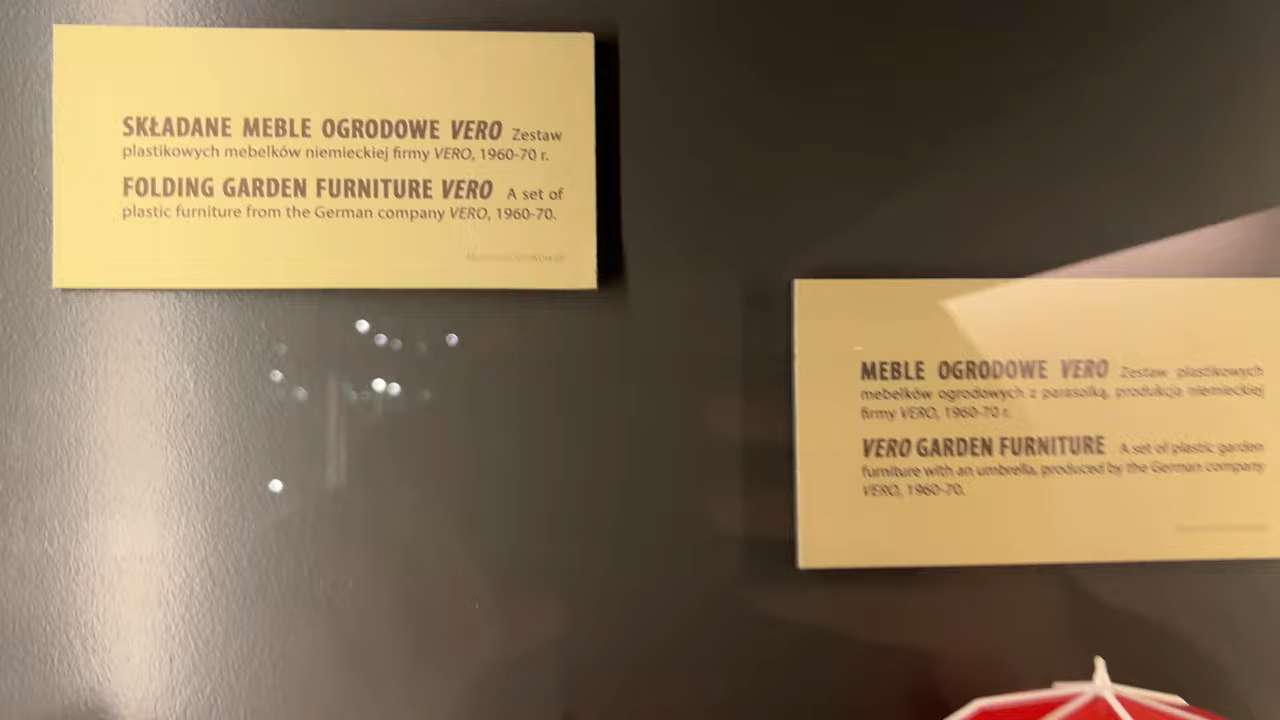 SKŁADANE MEBLE OGRODOWE VERO Zestaw
plastikowych mebelków niemieckiej firmy VERO, 1960-70 r.
FOLDING GARDEN FURNITURE VERO A set of
plastic furniture from the German company VERO, 1960-70.
MEBLE OGRODOWE VERO Zestaw plastikowych
mebelków ogrodowych z parasolką, produkcja niemieckiej
firmy VERO, 1960-70 r.
VERO GARDEN FURNITURE A set of plastic garden
furniture with an umbrella, produced by the German company
VERO, 1960-70.